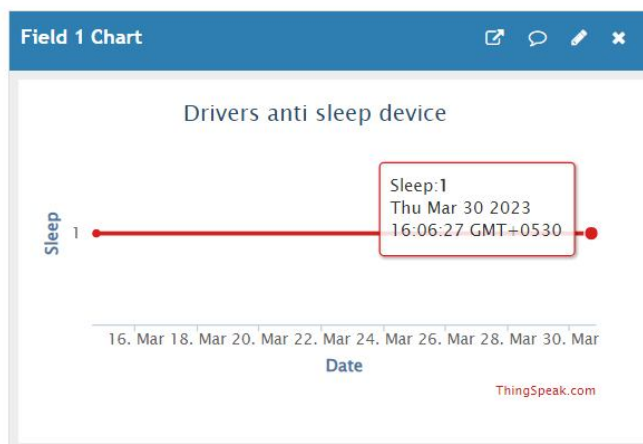 Field 1 Chart
Drivers anti sleep device
Sleep:1
Thu Mar 30 2023
16:06:27 GMT+0530
Sleep
1
16. Mar 18. Mar 20. Mar 22. Mar 24. Mar 26. Mar 28. Mar 30. Mar
Date
ThingSpeak.com